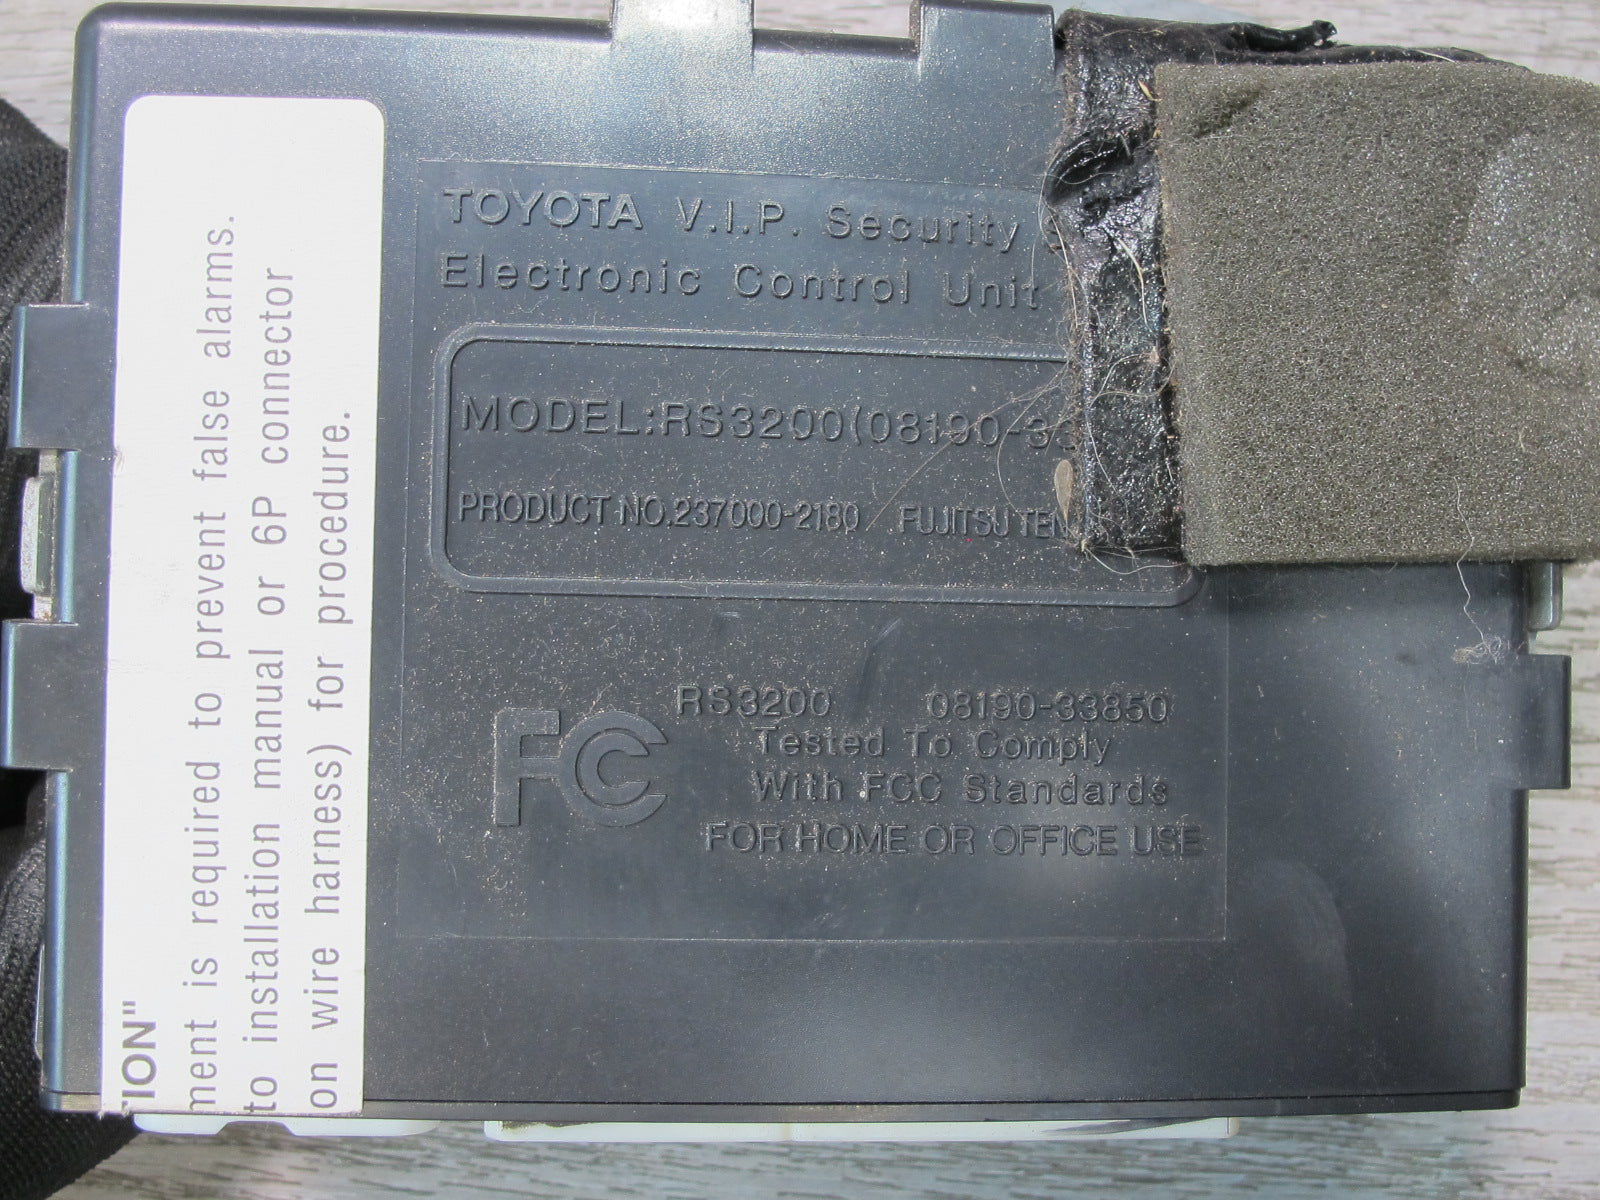 TOYOTA V.I.P. Security
Electronic Control Unit
MODEL:RS3200(08190-33
PRODUCT NO.237000-2180 FUJITSU TEN
FC
RS3200 08190-33850
Tested To Comply
With FCC Standards
FOR HOME OR OFFICE USE
TION"
ment is required to prevent false alarms.
to installation manual or 6P connector
on wire harness) for procedure.